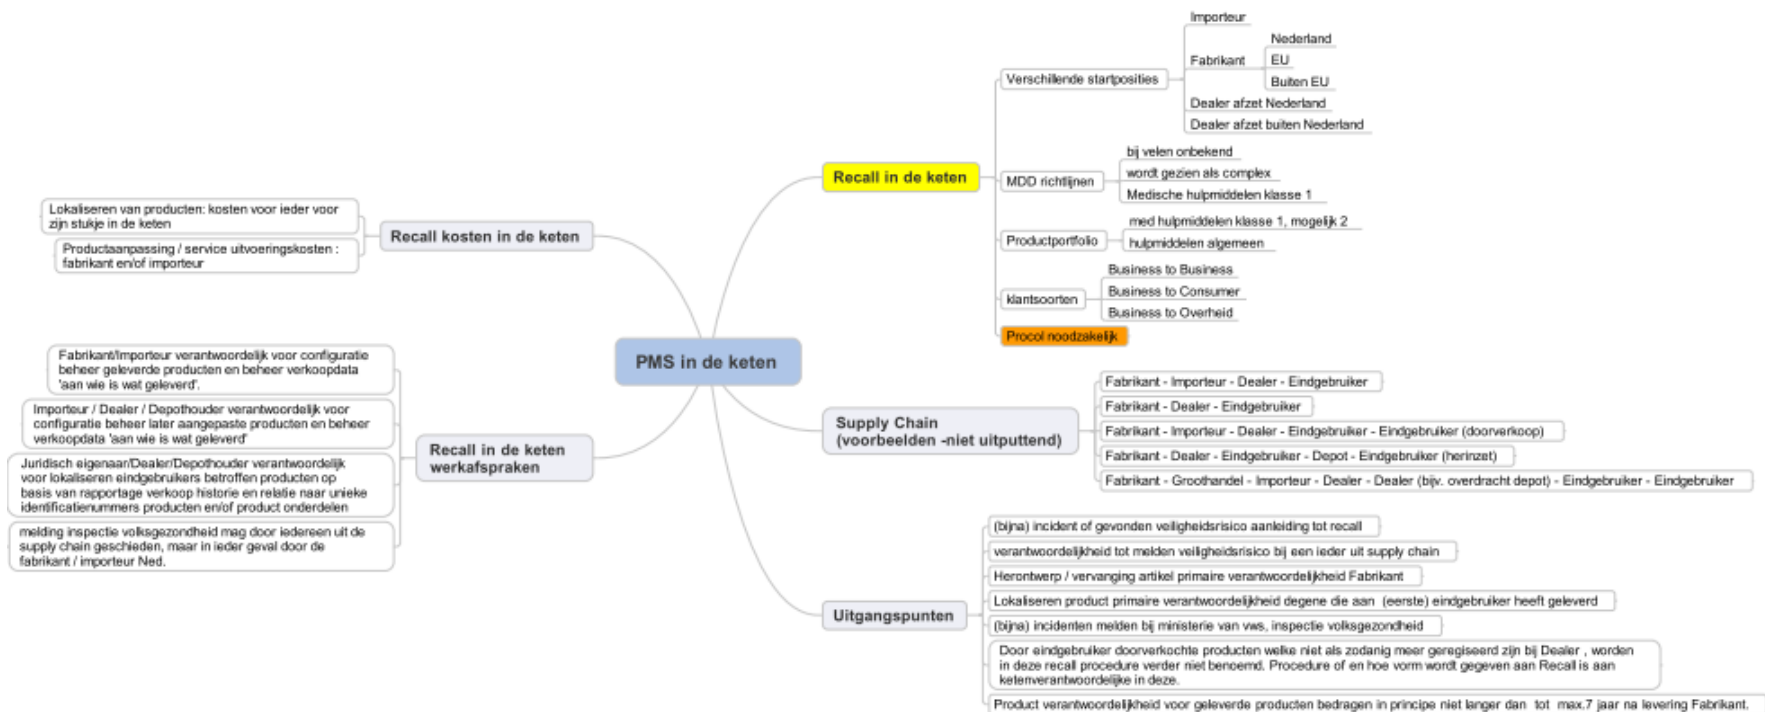 PMS in de keten
Recall in de keten
Verschillende startposities
Importeur
Fabrikant
Nederland
EU
Buiten EU
Dealer afzet Nederland
Dealer afzet buiten Nederland
MDD richtlijnen
bij velen onbekend
wordt gezien als complex
Medische hulpmiddelen klasse 1
Productportfolio
med hulpmiddelen klasse 1, mogelijk 2
hulpmiddelen algemeen
klantsoorten
Business to Business
Business to Consumer
Business to Overheid
Procol noodzakelijk
Supply Chain
(voorbeelden -niet uitputtend)
Fabrikant - Importeur - Dealer - Eindgebruiker
Fabrikant - Dealer - Eindgebruiker
Fabrikant - Importeur - Dealer - Eindgebruiker - Eindgebruiker (doorverkoop)
Fabrikant - Dealer - Eindgebruiker - Depot - Eindgebruiker (herinzet)
Fabrikant - Groothandel - Importeur - Dealer - Dealer (bijv. overdracht depot) - Eindgebruiker - Eindgebruiker
Uitgangspunten
(bijna) incident of gevonden veiligheidsrisico aanleiding tot recall
verantwoordelijkheid tot melden veiligheidsrisico bij een ieder uit supply chain
Herontwerp / vervanging artikel primaire verantwoordelijkheid Fabrikant
Lokaliseren product primaire verantwoordelijkheid degene die aan (eerste) eindgebruiker heeft geleverd
(bijna) incidenten melden bij ministerie van vws, inspectie volksgezondheid
Door eindgebruiker doorverkochte producten welke niet als zodanig meer geregiseerd zijn bij Dealer , worden
in deze recall procedure verder niet benoemd. Procedure of en hoe vorm wordt gegeven aan Recall is aan
ketenverantwoordelijke in deze.
Product verantwoordelijkheid voor geleverde producten bedragen in principe niet langer dan tot max.7 jaar na levering Fabrikant.
Recall kosten in de keten
Lokaliseren van producten: kosten voor ieder voor
zijn stukje in de keten
Productaanpassing / service uitvoeringskosten :
fabrikant en/of importeur
Recall in de keten
werkafspraken
Fabrikant/Importeur verantwoordelijk voor configuratie
beheer geleverde producten en beheer verkoopdata
'aan wie is wat geleverd'.
Importeur / Dealer / Depothouder verantwoordelijk voor
configuratie beheer later aangepaste producten en beheer
verkoopdata 'aan wie is wat geleverd'
Juridisch eigenaar/Dealer/Depothouder verantwoordelijk
voor lokaliseren eindgebruikers betroffen producten op
basis van rapportage verkoop historie en relatie naar unieke
identificatienummers producten en/of product onderdelen
melding inspectie volksgezondheid mag door iedereen uit de
supply chain geschieden, maar in ieder geval door de
fabrikant / importeur Ned.